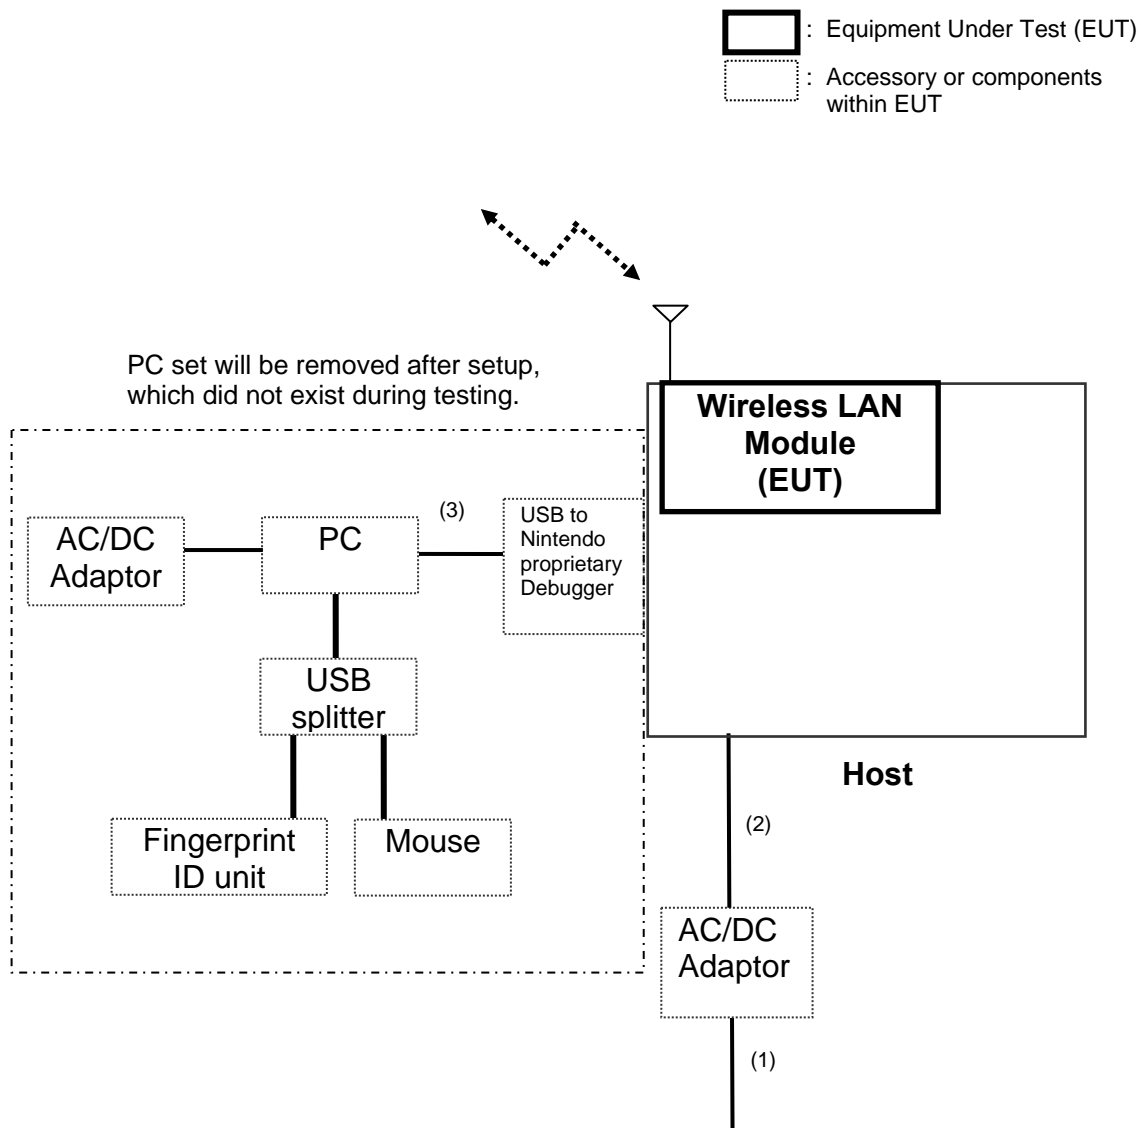 : Equipment Under Test (EUT)
: Accessory or components
within EUT
PC set will be removed after setup,
which did not exist during testing.
Wireless LAN
Module
(EUT)
(3)
USB to
Nintendo
proprietary
Debugger
AC/DC
Adaptor
PC
USB
splitter
Host
Fingerprint
ID unit
Mouse
(2)
AC/DC
Adaptor
(1)